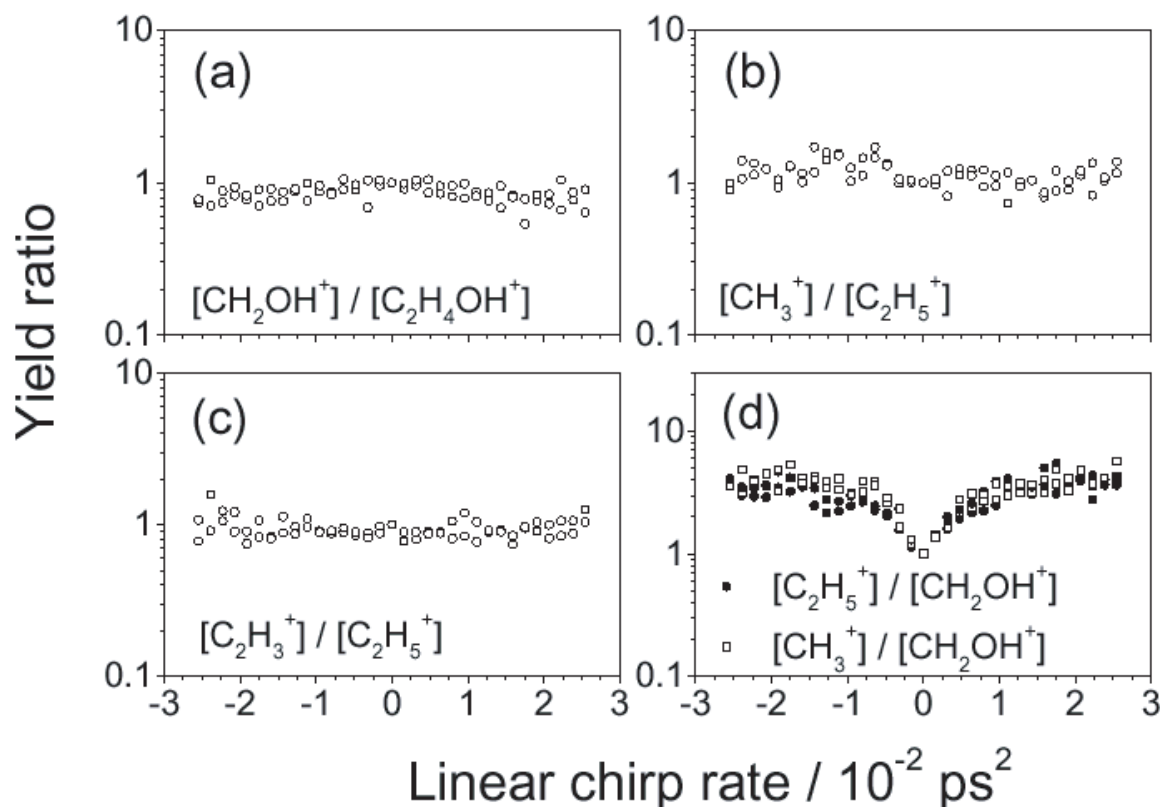 Yield ratio
10
1
0.1
(a)
[CH₂OH⁺] / [C₂H₄OH⁺]
(b)
[CH₃⁺] / [C₂H₅⁺]
10
1
0.1
10
1
0.1
(c)
[C₂H₃⁺] / [C₂H₅⁺]
10
1
0.1
(d)
[C₂H₅⁺] / [CH₂OH⁺]
[CH₃⁺] / [CH₂OH⁺]
-3 -2 -1 0 1 2 3
-3 -2 -1 0 1 2 3
Linear chirp rate / 10⁻² ps²